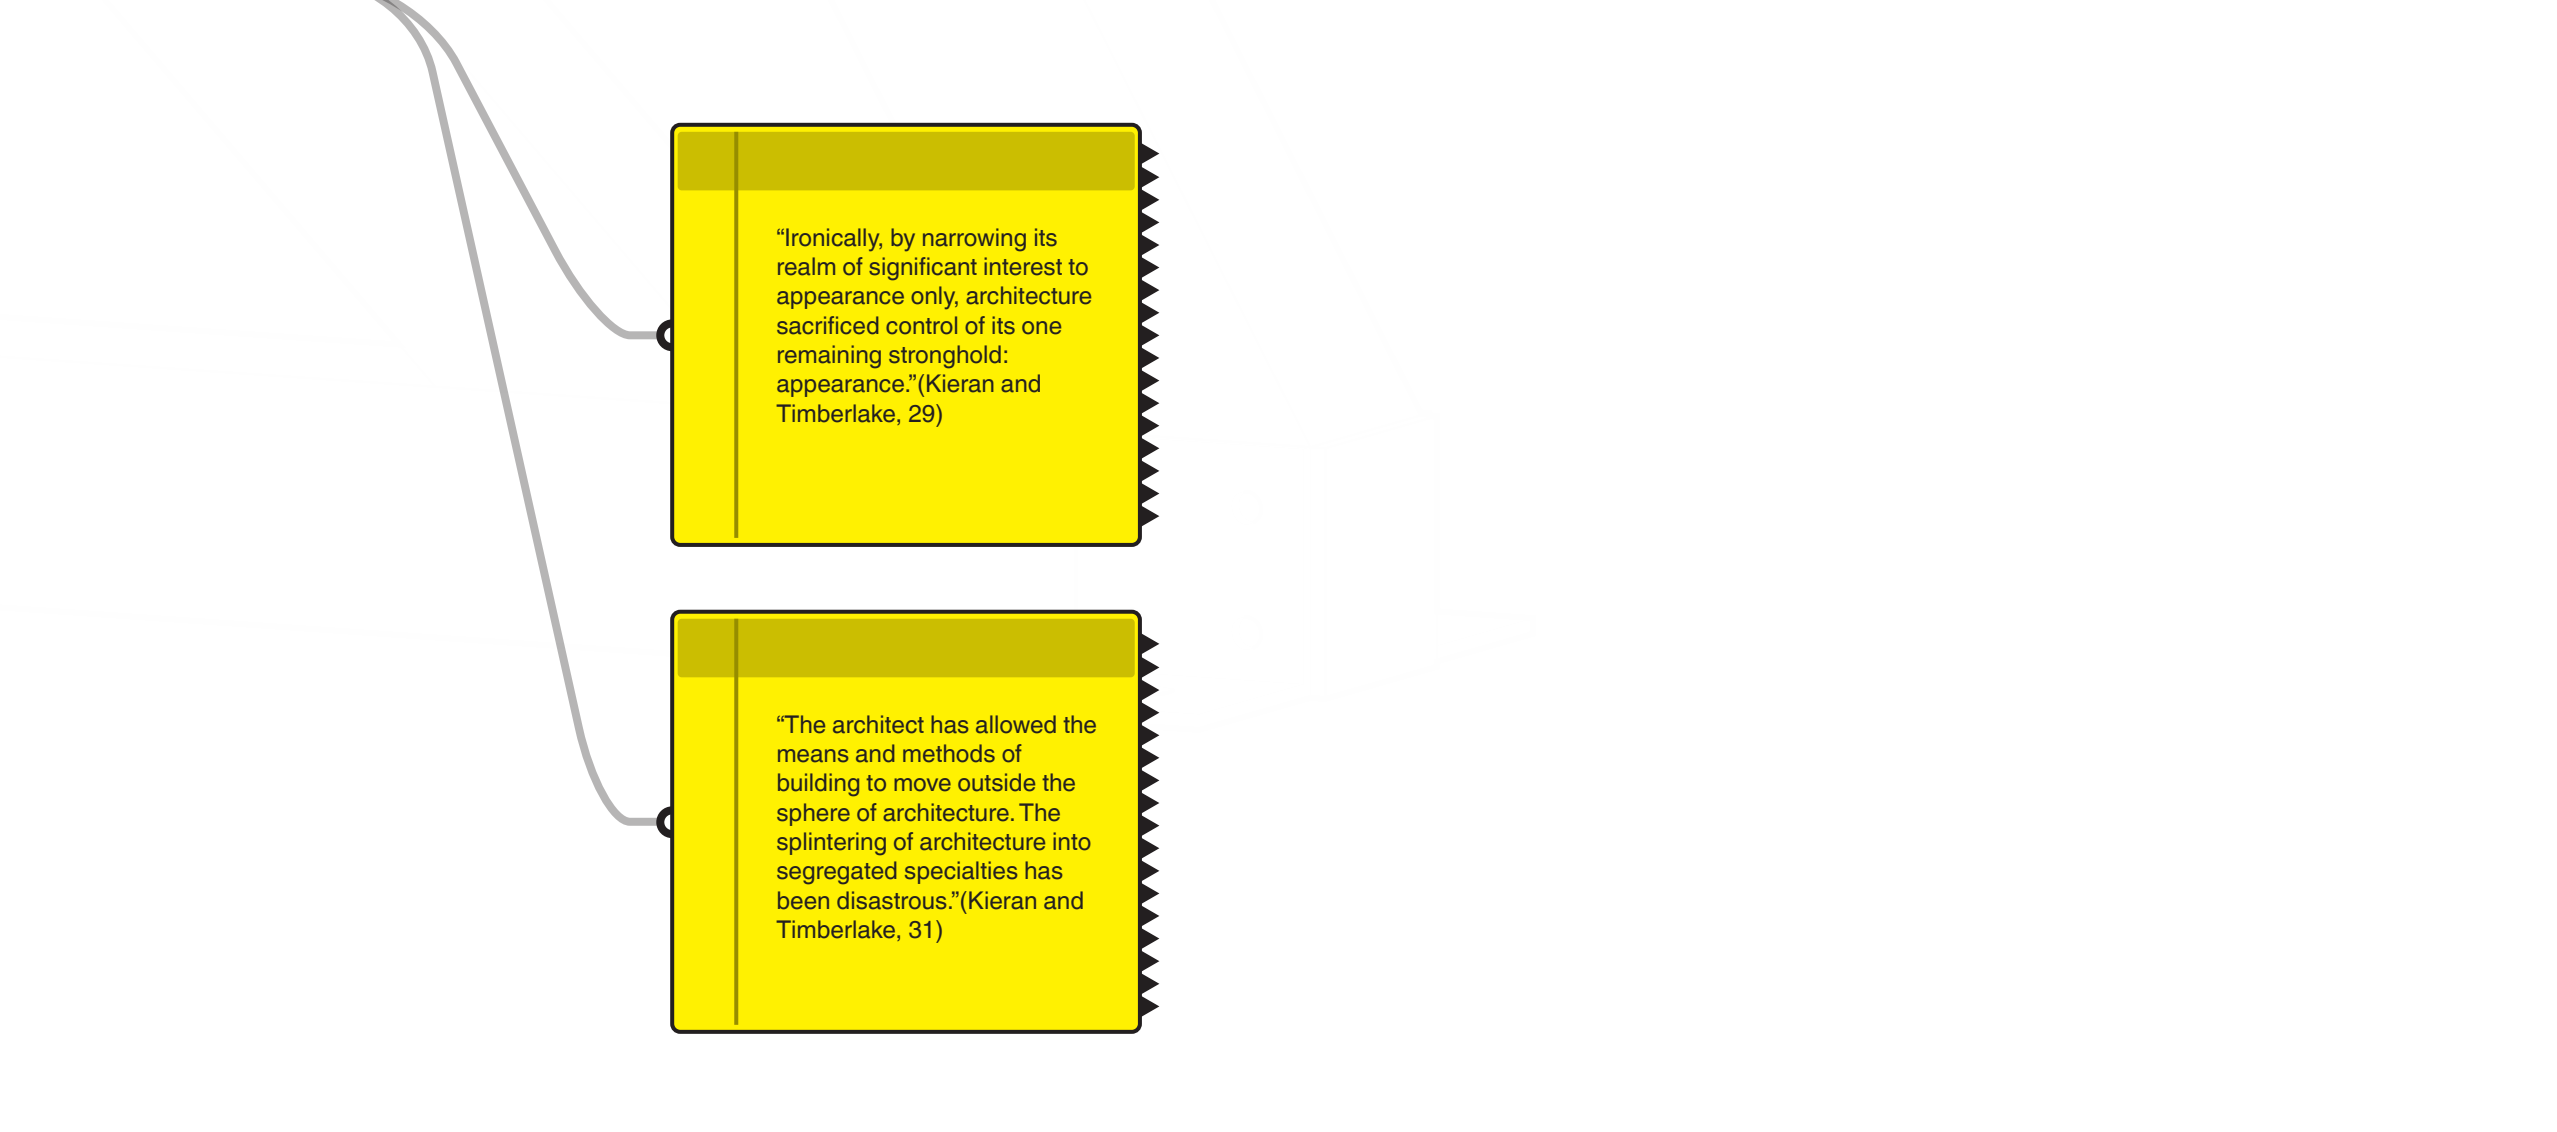 “Ironically, by narrowing its
realm of significant interest to
appearance only, architecture
sacrificed control of its one
remaining stronghold:
appearance.”(Kieran and
Timberlake, 29)
“The architect has allowed the
means and methods of
building to move outside the
sphere of architecture. The
splintering of architecture into
segregated specialties has
been disastrous.”(Kieran and
Timberlake, 31)